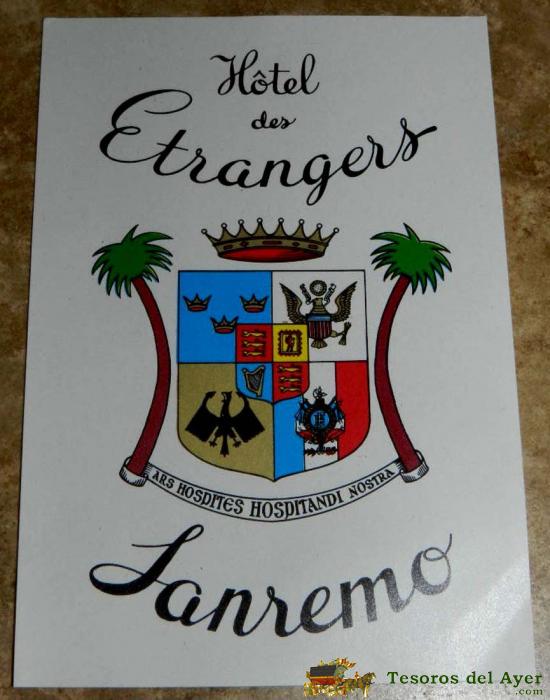 Hôtel
des
Etrangers
ARS HOSPITES HOSPITANDI NOSTRA
Sanremo
Tesoros del Ayer
.com